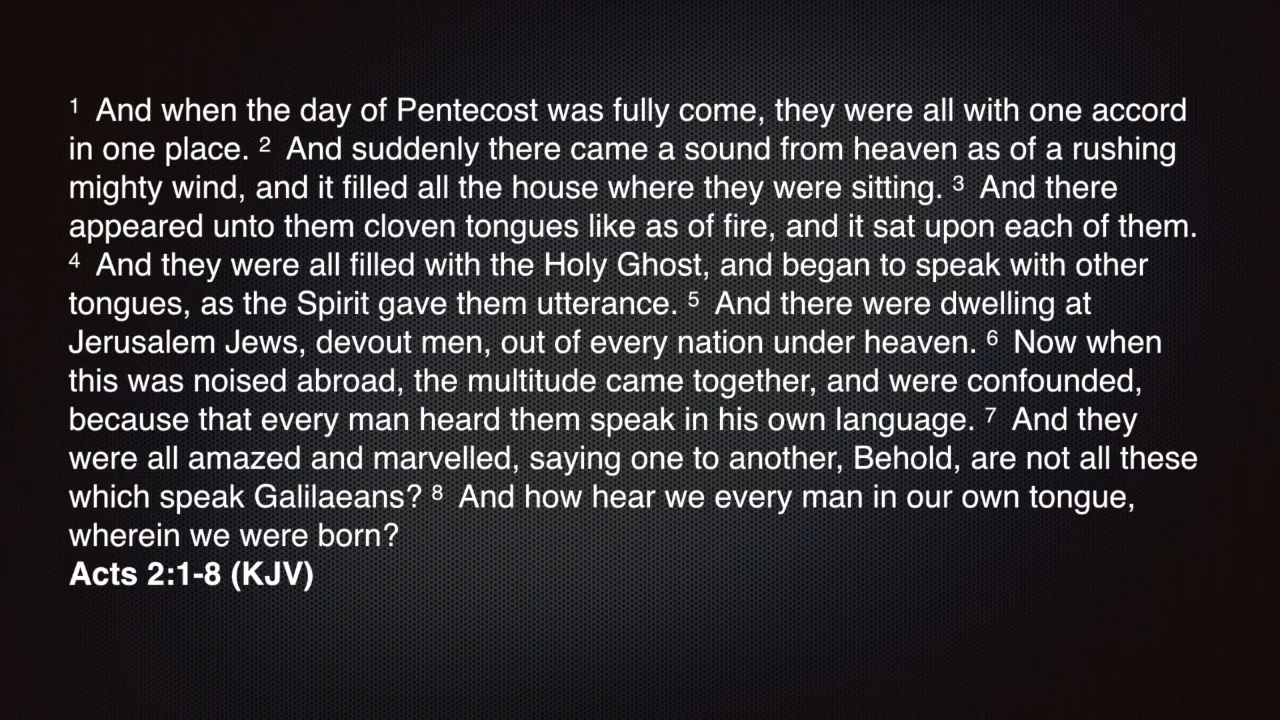 1 And when the day of Pentecost was fully come, they were all with one accord
in one place. 2 And suddenly there came a sound from heaven as of a rushing
mighty wind, and it filled all the house where they were sitting. 3 And there
appeared unto them cloven tongues like as of fire, and it sat upon each of them.
4 And they were all filled with the Holy Ghost, and began to speak with other
tongues, as the Spirit gave them utterance. 5 And there were dwelling at
Jerusalem Jews, devout men, out of every nation under heaven. 6 Now when
this was noised abroad, the multitude came together, and were confounded,
because that every man heard them speak in his own language. 7 And they
were all amazed and marvelled, saying one to another, Behold, are not all these
which speak Galilaeans? 8 And how hear we every man in our own tongue,
wherein we were born?
Acts 2:1-8 (KJV)